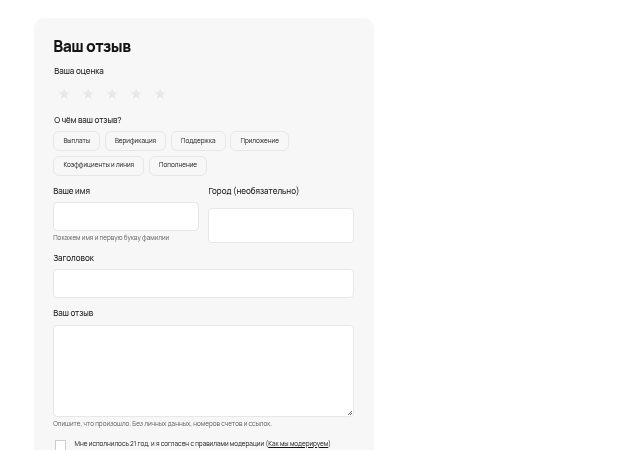 Ваш отзыв
Ваша оценка
О чём ваш отзыв?
Выплаты Верификация Поддержка Приложение
Коэффициенты и линия Пополнение
Ваше имя Город (необязательно)
Покажем имя и первую букву фамилии
Заголовок
Ваш отзыв
Опишите, что произошло. Без личных данных, номеров счетов и ссылок.
Мне исполнилось 21 год, и я согласен с правилами модерации (Как мы модерируем)